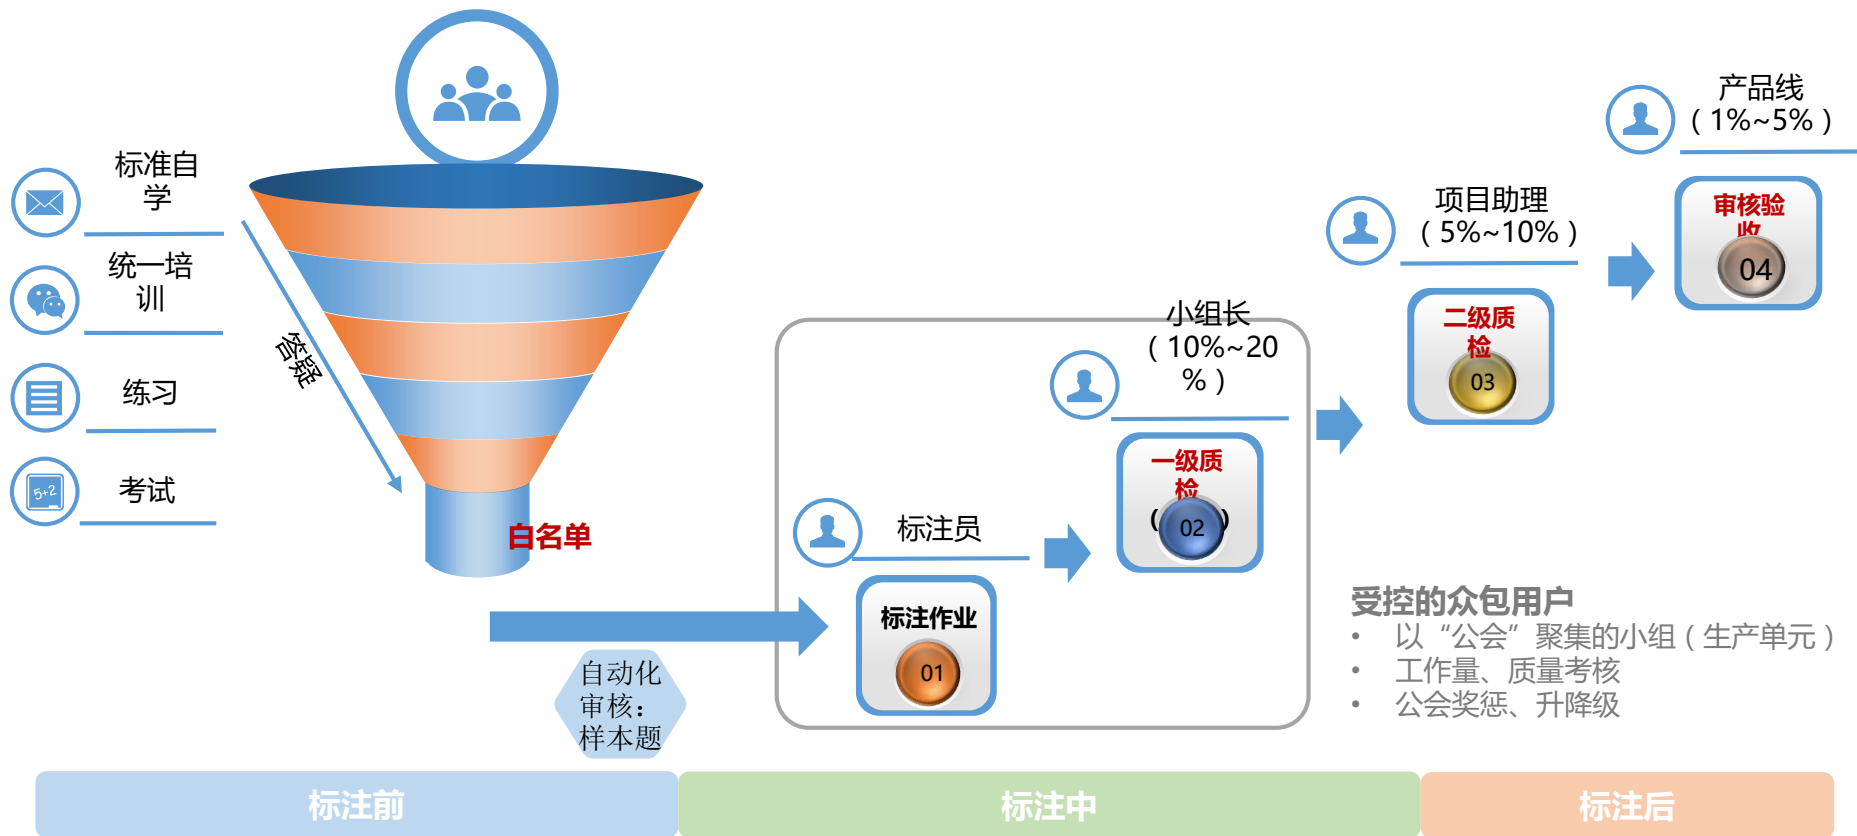 标准自
学
统一培
训
练习
5+2
考试
答疑
白名单
自动化
审核：
样本题
标注员
标注作业
01
小组长
（10%~20
%）
一级质
检
( )
02
项目助理
（5%~10%）
二级质
检
03
产品线
（1%~5%）
审核验
收
04
受控的众包用户
• 以“公会”聚集的小组（生产单元）
• 工作量、质量考核
• 公会奖惩、升降级
标注前
标注中
标注后